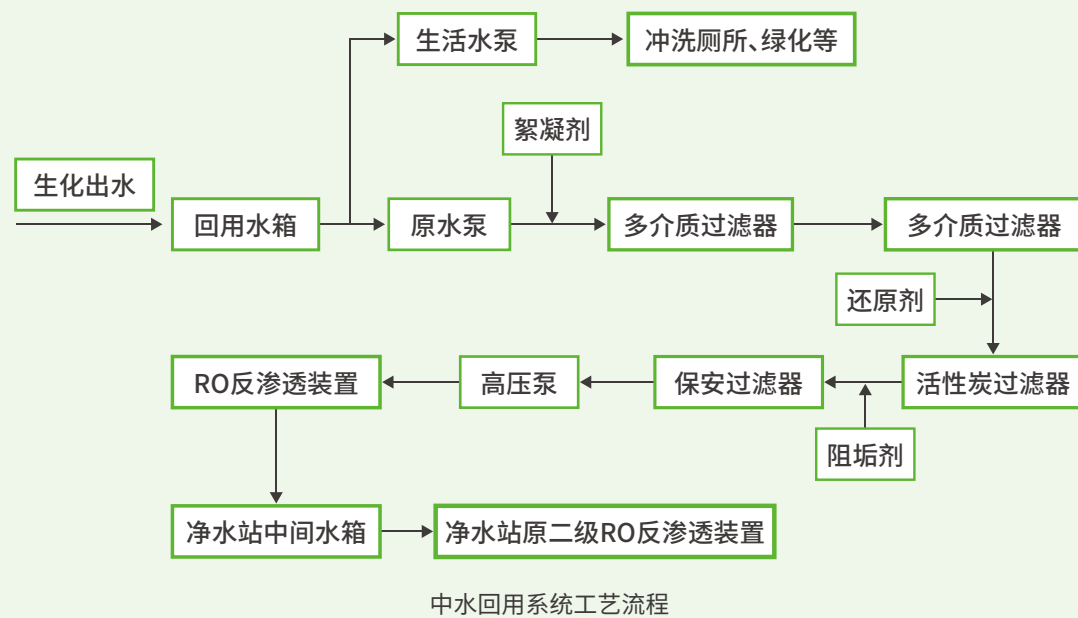 生活水泵
冲洗厕所、绿化等
絮凝剂
生化出水
回用水箱
原水泵
多介质过滤器
多介质过滤器
还原剂
RO反渗透装置
高压泵
保安过滤器
活性炭过滤器
阻垢剂
净水站中间水箱
净水站原二级RO反渗透装置
中水回用系统工艺流程